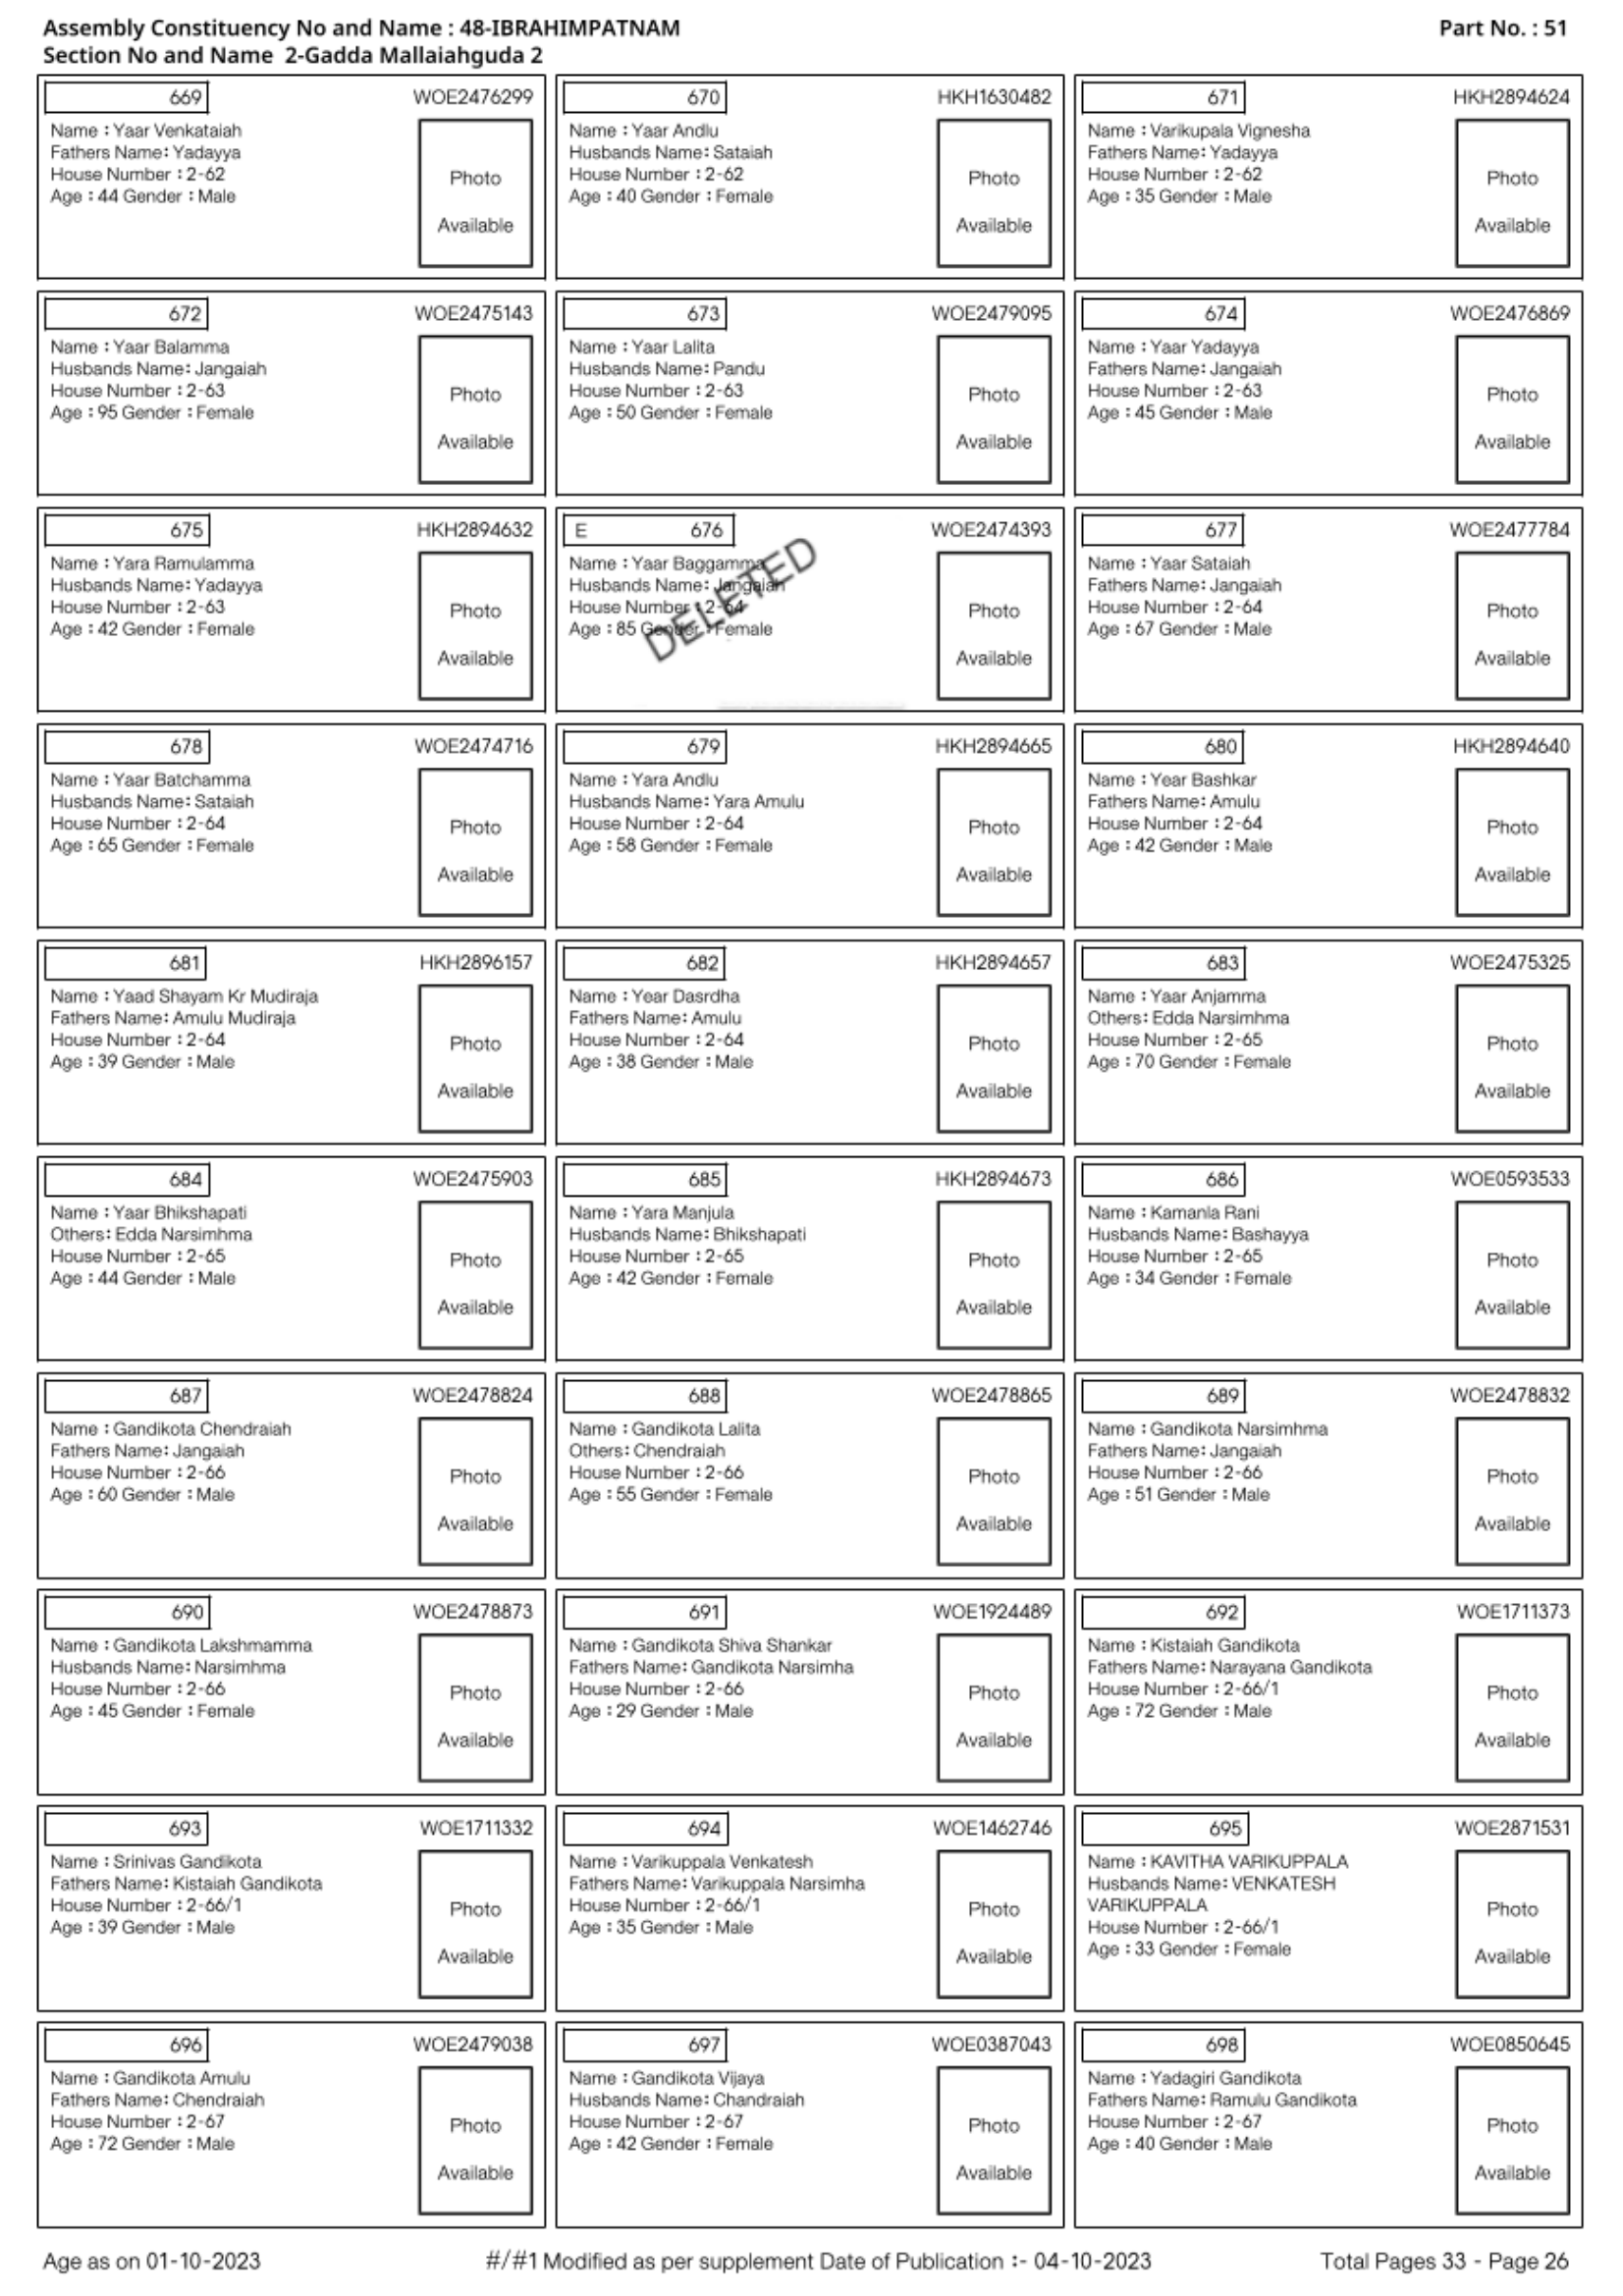 Assembly Constituency No and Name : 48-IBRAHIMPATNAM
Part No. : 51
Section No and Name 2-Gadda Mallaiahguda 2
669 WOE2476299
Name : Yaar Venkataiah
Fathers Name: Yadayya
House Number : 2-62
Age : 44 Gender : Male
Photo
Available
670 HKH1630482
Name : Yaar Andlu
Husbands Name: Sataiah
House Number : 2-62
Age : 40 Gender : Female
Photo
Available
671 HKH2894624
Name : Varikupala Vignesha
Fathers Name: Yadayya
House Number : 2-62
Age : 35 Gender : Male
Photo
Available
672 WOE2475143
Name : Yaar Balamma
Husbands Name: Jangaiah
House Number : 2-63
Age : 95 Gender : Female
Photo
Available
673 WOE2479095
Name : Yaar Lalita
Husbands Name: Pandu
House Number : 2-63
Age : 50 Gender : Female
Photo
Available
674 WOE2476869
Name : Yaar Yadayya
Fathers Name: Jangaiah
House Number : 2-63
Age : 45 Gender : Male
Photo
Available
675 HKH2894632
Name : Yara Ramulamma
Husbands Name: Yadayya
House Number : 2-63
Age : 42 Gender : Female
Photo
Available
E 676 WOE2474393
Name : Yaar Baggamma
Husbands Name: Jangaiah
House Number : 2-64
Age : 85 Gender : Female
DELETED
Photo
Available
677 WOE2477784
Name : Yaar Sataiah
Fathers Name: Jangaiah
House Number : 2-64
Age : 67 Gender : Male
Photo
Available
678 WOE2474716
Name : Yaar Batchamma
Husbands Name: Sataiah
House Number : 2-64
Age : 65 Gender : Female
Photo
Available
679 HKH2894665
Name : Yara Andlu
Husbands Name: Yara Amulu
House Number : 2-64
Age : 58 Gender : Female
Photo
Available
680 HKH2894640
Name : Year Bashkar
Fathers Name: Amulu
House Number : 2-64
Age : 42 Gender : Male
Photo
Available
681 HKH2896157
Name : Yaad Shayam Kr Mudiraja
Fathers Name: Amulu Mudiraja
House Number : 2-64
Age : 39 Gender : Male
Photo
Available
682 HKH2894657
Name : Year Dasrdha
Fathers Name: Amulu
House Number : 2-64
Age : 38 Gender : Male
Photo
Available
683 WOE2475325
Name : Yaar Anjamma
Others: Edda Narsimhma
House Number : 2-65
Age : 70 Gender : Female
Photo
Available
684 WOE2475903
Name : Yaar Bhikshapati
Others: Edda Narsimhma
House Number : 2-65
Age : 44 Gender : Male
Photo
Available
685 HKH2894673
Name : Yara Manjula
Husbands Name: Bhikshapati
House Number : 2-65
Age : 42 Gender : Female
Photo
Available
686 WOE0593533
Name : Kamanla Rani
Husbands Name: Bashayya
House Number : 2-65
Age : 34 Gender : Female
Photo
Available
687 WOE2478824
Name : Gandikota Chendraiah
Fathers Name: Jangaiah
House Number : 2-66
Age : 60 Gender : Male
Photo
Available
688 WOE2478865
Name : Gandikota Lalita
Others: Chendraiah
House Number : 2-66
Age : 55 Gender : Female
Photo
Available
689 WOE2478832
Name : Gandikota Narsimhma
Fathers Name: Jangaiah
House Number : 2-66
Age : 51 Gender : Male
Photo
Available
690 WOE2478873
Name : Gandikota Lakshmamma
Husbands Name: Narsimhma
House Number : 2-66
Age : 45 Gender : Female
Photo
Available
691 WOE1924489
Name : Gandikota Shiva Shankar
Fathers Name: Gandikota Narsimha
House Number : 2-66
Age : 29 Gender : Male
Photo
Available
692 WOE1711373
Name : Kistaiah Gandikota
Fathers Name: Narayana Gandikota
House Number : 2-66/1
Age : 72 Gender : Male
Photo
Available
693 WOE1711332
Name : Srinivas Gandikota
Fathers Name: Kistaiah Gandikota
House Number : 2-66/1
Age : 39 Gender : Male
Photo
Available
694 WOE1462746
Name : Varikuppala Venkatesh
Fathers Name: Varikuppala Narsimha
House Number : 2-66/1
Age : 35 Gender : Male
Photo
Available
695 WOE2871531
Name : KAVITHA VARIKUPPALA
Husbands Name: VENKATESH
VARIKUPPALA
House Number : 2-66/1
Age : 33 Gender : Female
Photo
Available
696 WOE2479038
Name : Gandikota Amulu
Fathers Name: Chendraiah
House Number : 2-67
Age : 72 Gender : Male
Photo
Available
697 WOE0387043
Name : Gandikota Vijaya
Husbands Name: Chandraiah
House Number : 2-67
Age : 42 Gender : Female
Photo
Available
698 WOE0850645
Name : Yadagiri Gandikota
Fathers Name: Ramulu Gandikota
House Number : 2-67
Age : 40 Gender : Male
Photo
Available
Age as on 01-10-2023
#/#1 Modified as per supplement Date of Publication :- 04-10-2023
Total Pages 33 - Page 26